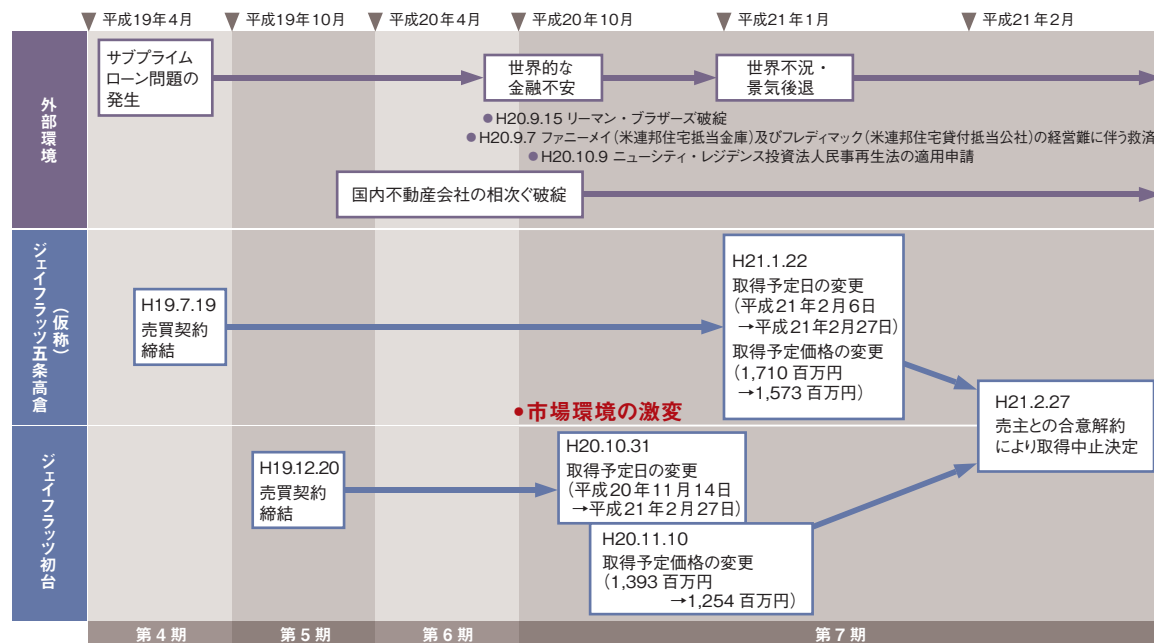 平成19年4月
平成19年10月
平成20年4月
平成20年10月
平成21年1月
平成21年2月
外部環境
サブプライム
ローン問題の
発生
世界的な
金融不安
世界不況・
景気後退
●H20.9.15 リーマン・ブラザーズ破綻
●H20.9.7 ファニーメイ(米連邦住宅抵当金庫)及びフレディマック(米連邦住宅貸付抵当公社)の経営難に伴う救済
●H20.10.9 ニューシティ・レジデンス投資法人民事再生法の適用申請
国内不動産会社の相次ぐ破綻
(仮称)
ジェイフラッツ五条高倉
H19.7.19
売買契約
締結
H21.1.22
取得予定日の変更
(平成21年2月6日
→平成21年2月27日)
取得予定価格の変更
(1,710 百万円
→1,573 百万円)
●市場環境の激変
H21.2.27
売主との合意解約
により取得中止決定
ジェイフラッツ初台
H19.12.20
売買契約
締結
H20.10.31
取得予定日の変更
(平成20年11月14日
→平成21年2月27日)
H20.11.10
取得予定価格の変更
(1,393 百万円
→1,254 百万円)
第4期
第5期
第6期
第7期